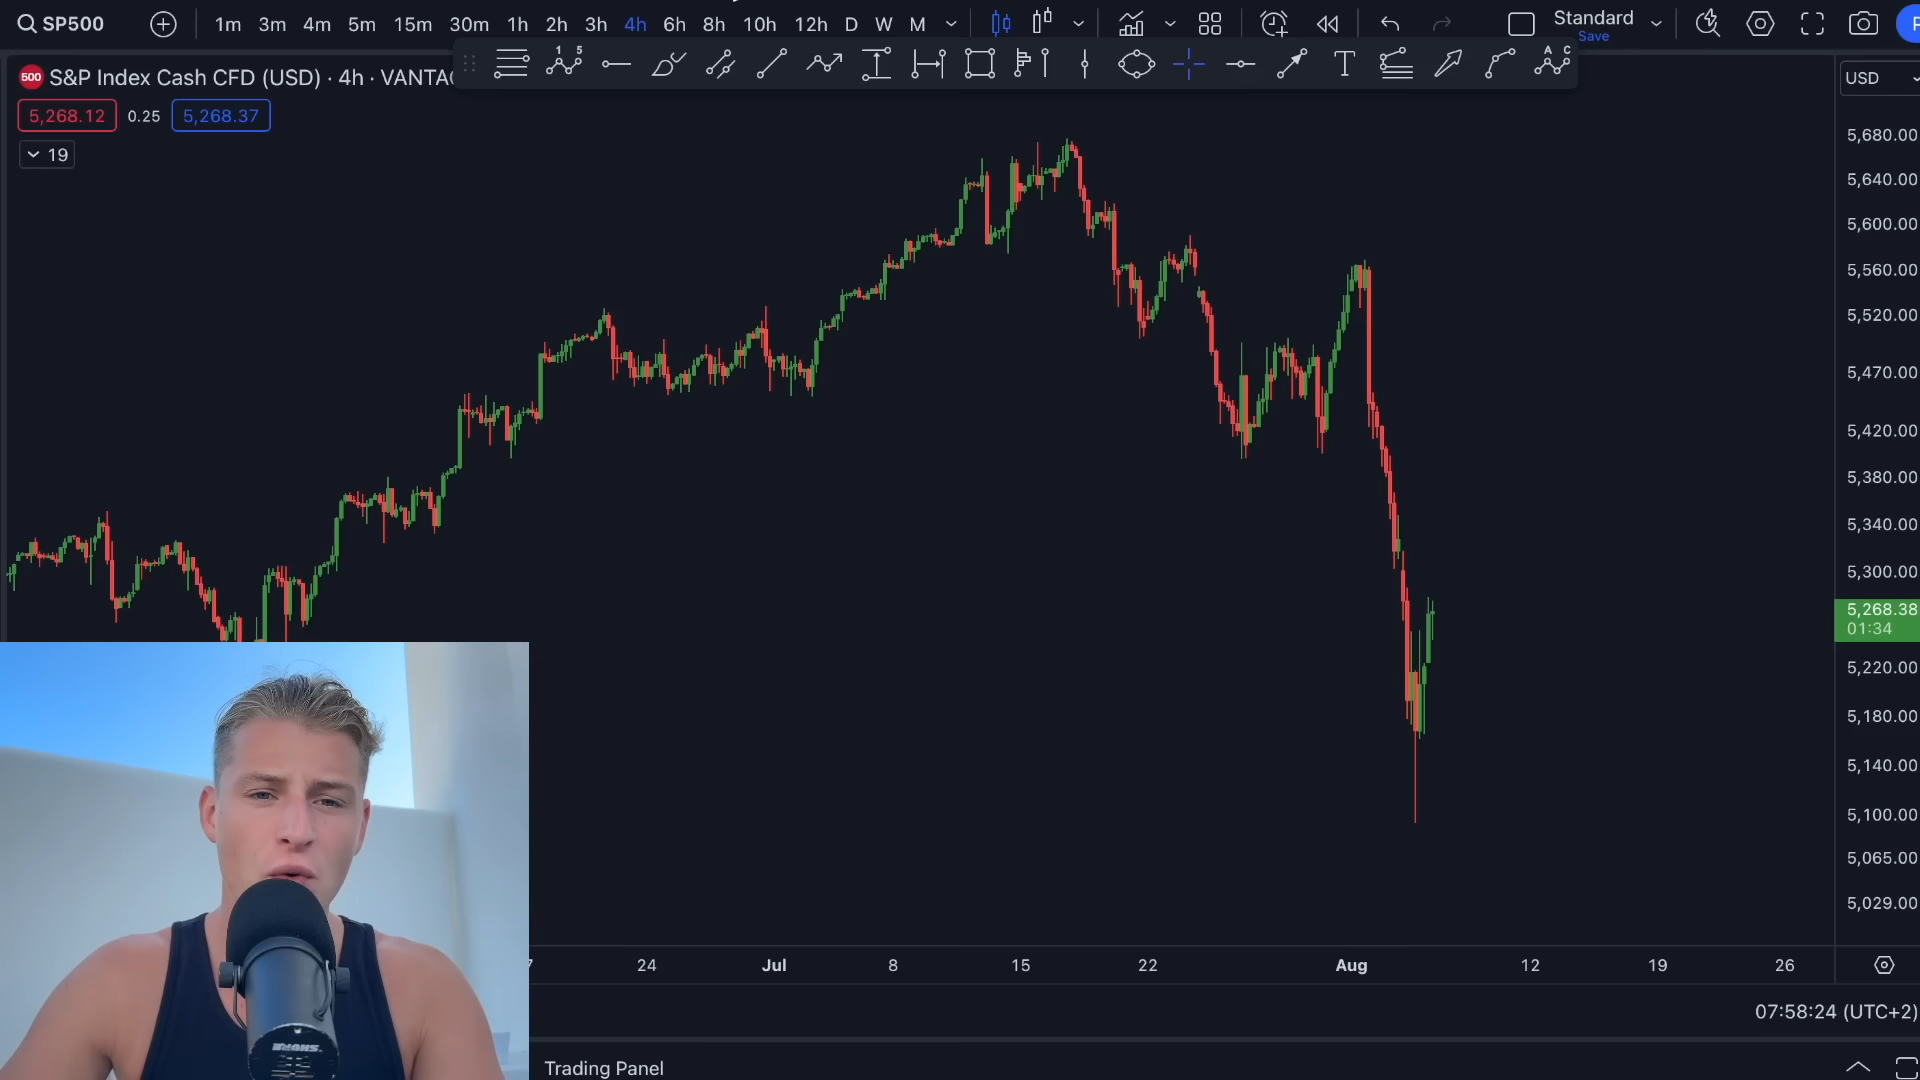 SP500 1m 3m 4m 5m 15m 30m 1h 2h 3h 4h 6h 8h 10h 12h D W M Standard
Save
1 5
A C
500 S&P Index Cash CFD (USD) · 4h · VANTA
USD
5,268.12 0.25 5,268.37
19
5,680.00
5,640.00
5,600.00
5,560.00
5,520.00
5,470.00
5,420.00
5,380.00
5,340.00
5,300.00
5,268.38
01:34
5,220.00
5,180.00
5,140.00
5,100.00
5,065.00
5,029.00
24 Jul 8 15 22 Aug 12 19 26
07:58:24 (UTC+2)
Trading Panel